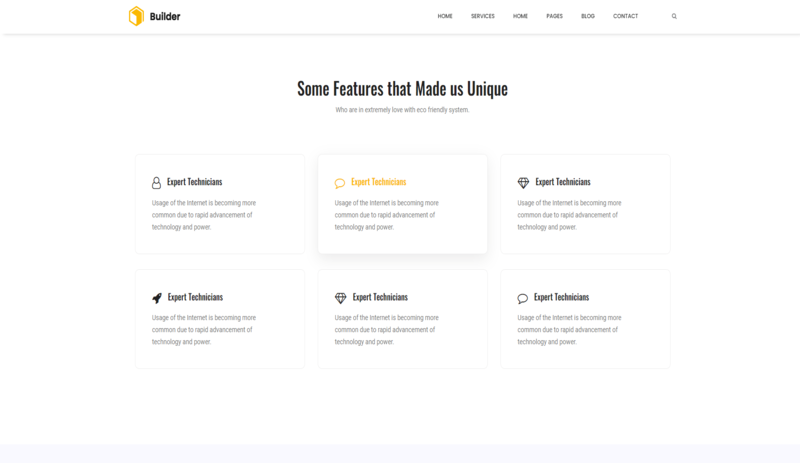 Builder
HOME SERVICES HOME PAGES BLOG CONTACT
Some Features that Made us Unique
Who are in extremely love with eco friendly system.
Expert Technicians
Usage of the Internet is becoming more
common due to rapid advancement of
technology and power.
Expert Technicians
Usage of the Internet is becoming more
common due to rapid advancement of
technology and power.
Expert Technicians
Usage of the Internet is becoming more
common due to rapid advancement of
technology and power.
Expert Technicians
Usage of the Internet is becoming more
common due to rapid advancement of
technology and power.
Expert Technicians
Usage of the Internet is becoming more
common due to rapid advancement of
technology and power.
Expert Technicians
Usage of the Internet is becoming more
common due to rapid advancement of
technology and power.